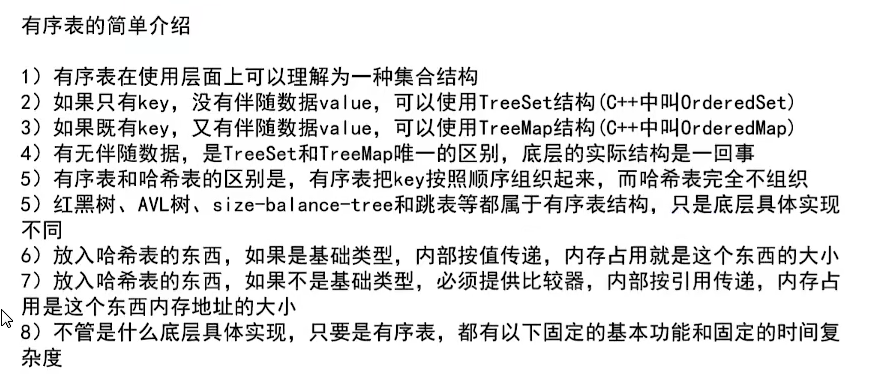 有序表的简单介绍
1）有序表在使用层面上可以理解为一种集合结构
2）如果只有key，没有伴随数据value，可以使用TreeSet结构(C++中叫OrderedSet)
3）如果既有key，又有伴随数据value，可以使用TreeMap结构(C++中叫OrderedMap)
4）有无伴随数据，是TreeSet和TreeMap唯一的区别，底层的实际结构是一回事
5）有序表和哈希表的区别是，有序表把key按照顺序组织起来，而哈希表完全不组织
5）红黑树、AVL树、size-balance-tree和跳表等都属于有序表结构，只是底层具体实现
不同
6）放入哈希表的东西，如果是基础类型，内部按值传递，内存占用就是这个东西的大小
7）放入哈希表的东西，如果不是基础类型，必须提供比较器，内部按引用传递，内存占
用是这个东西内存地址的大小
8）不管是什么底层具体实现，只要是有序表，都有以下固定的基本功能和固定的时间复
杂度